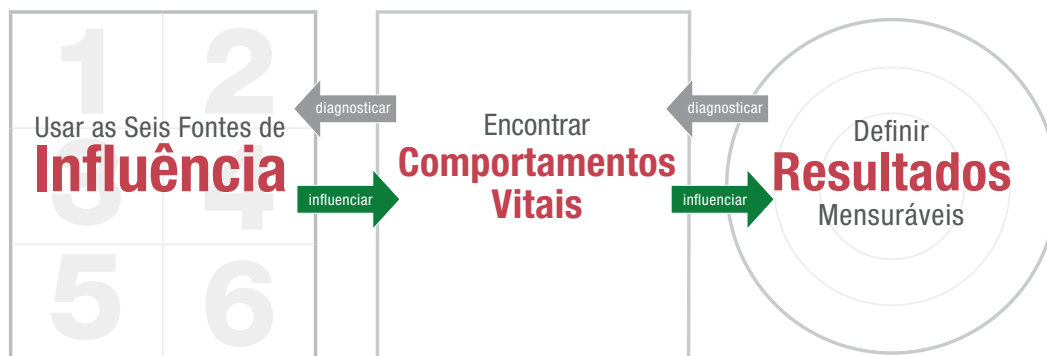 1 2
3 4
5 6
Usar as Seis Fontes de
Influência
diagnosticar
influenciar
Encontrar
Comportamentos
Vitais
diagnosticar
influenciar
Definir
Resultados
Mensuráveis